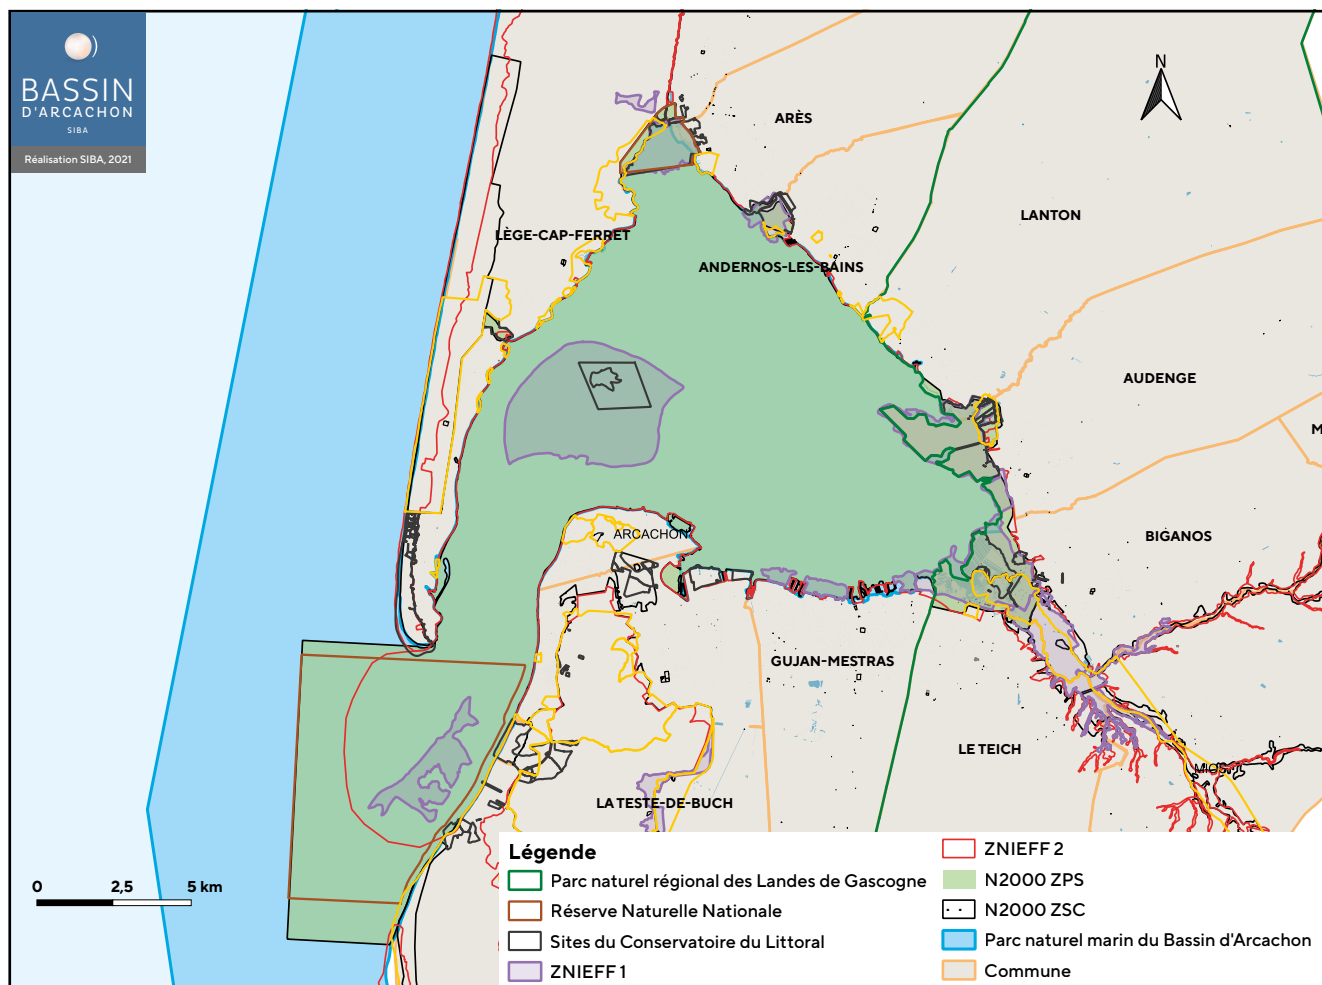 BASSIN
D'ARCACHON
SIBA
Réalisation SIBA, 2021
N
ARÈS
LANTON
LÈGE-CAP-FERRET
ANDERNOS-LES-BAINS
AUDENGE
M
ARCACHON
BIGANOS
GUJAN-MESTRAS
LE TEICH
MIOS
LA TESTE-DE-BUCH
0 2,5 5 km
Légende
Parc naturel régional des Landes de Gascogne
Réserve Naturelle Nationale
Sites du Conservatoire du Littoral
ZNIEFF 1
ZNIEFF 2
N2000 ZPS
N2000 ZSC
Parc naturel marin du Bassin d'Arcachon
Commune